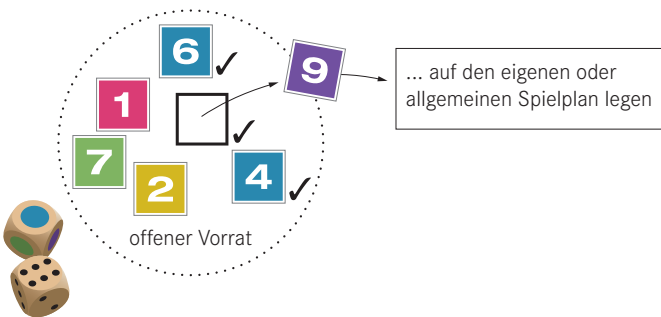 6
9
... auf den eigenen oder
allgemeinen Spielplan legen
1
7
2
4
offener Vorrat